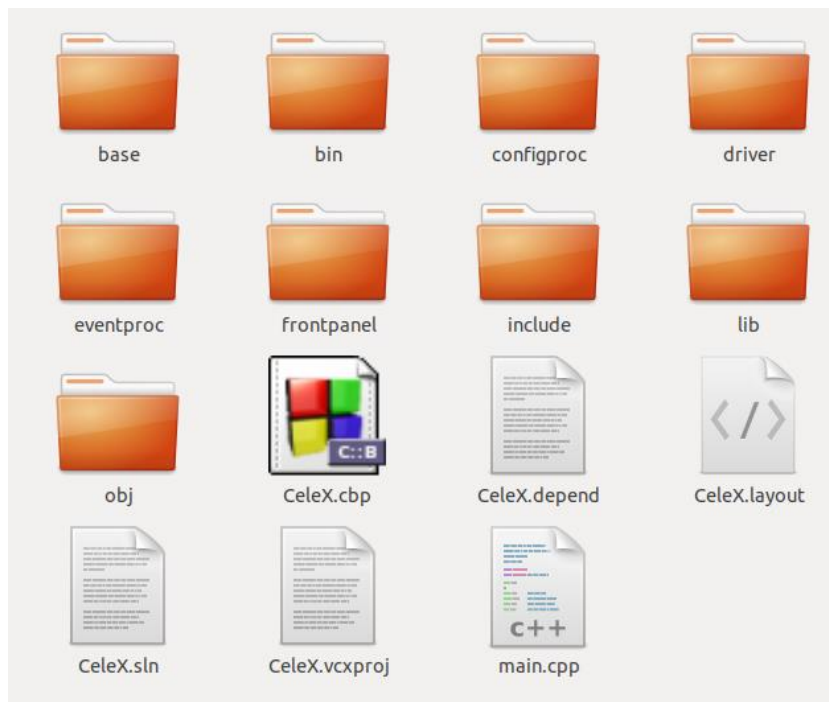 base bin configproc driver
eventproc frontpanel include lib
C::B
obj CeleX.cbp CeleX.depend CeleX.layout
c++
CeleX.sln CeleX.vcxproj main.cpp